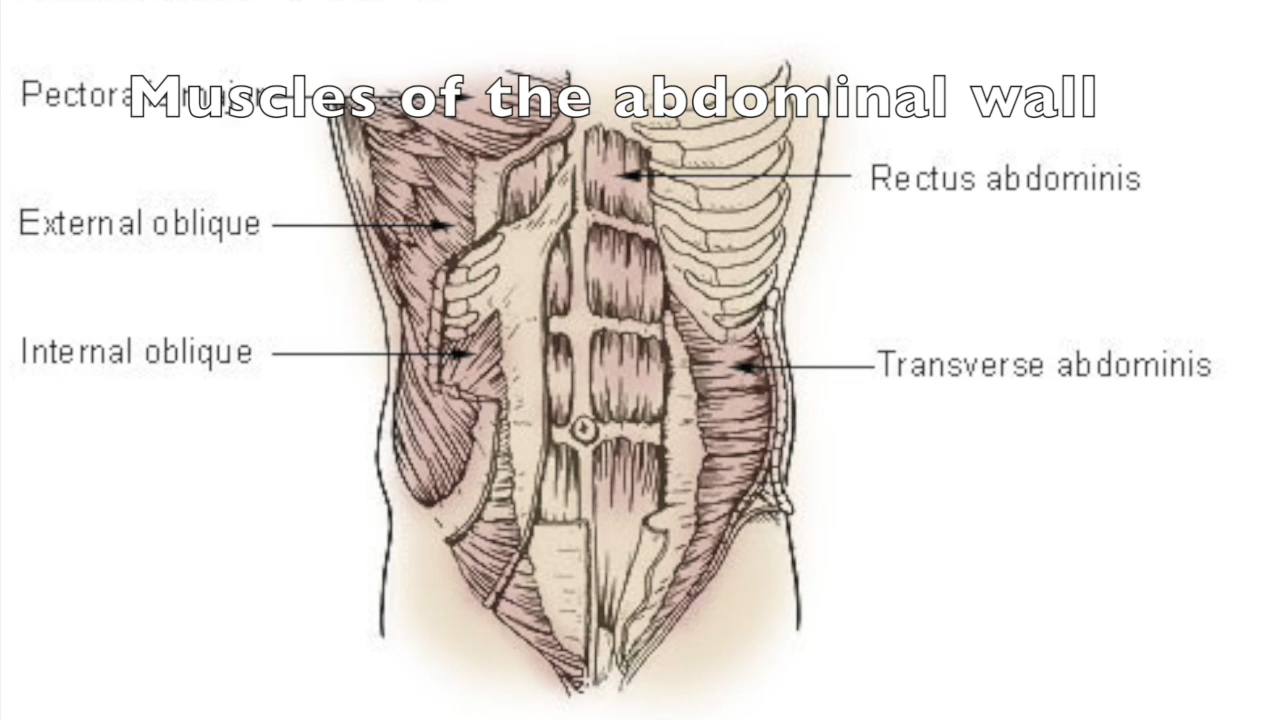 Muscles of the abdominal wall
Rectus abdominis
External oblique
Internal oblique
Transverse abdominis